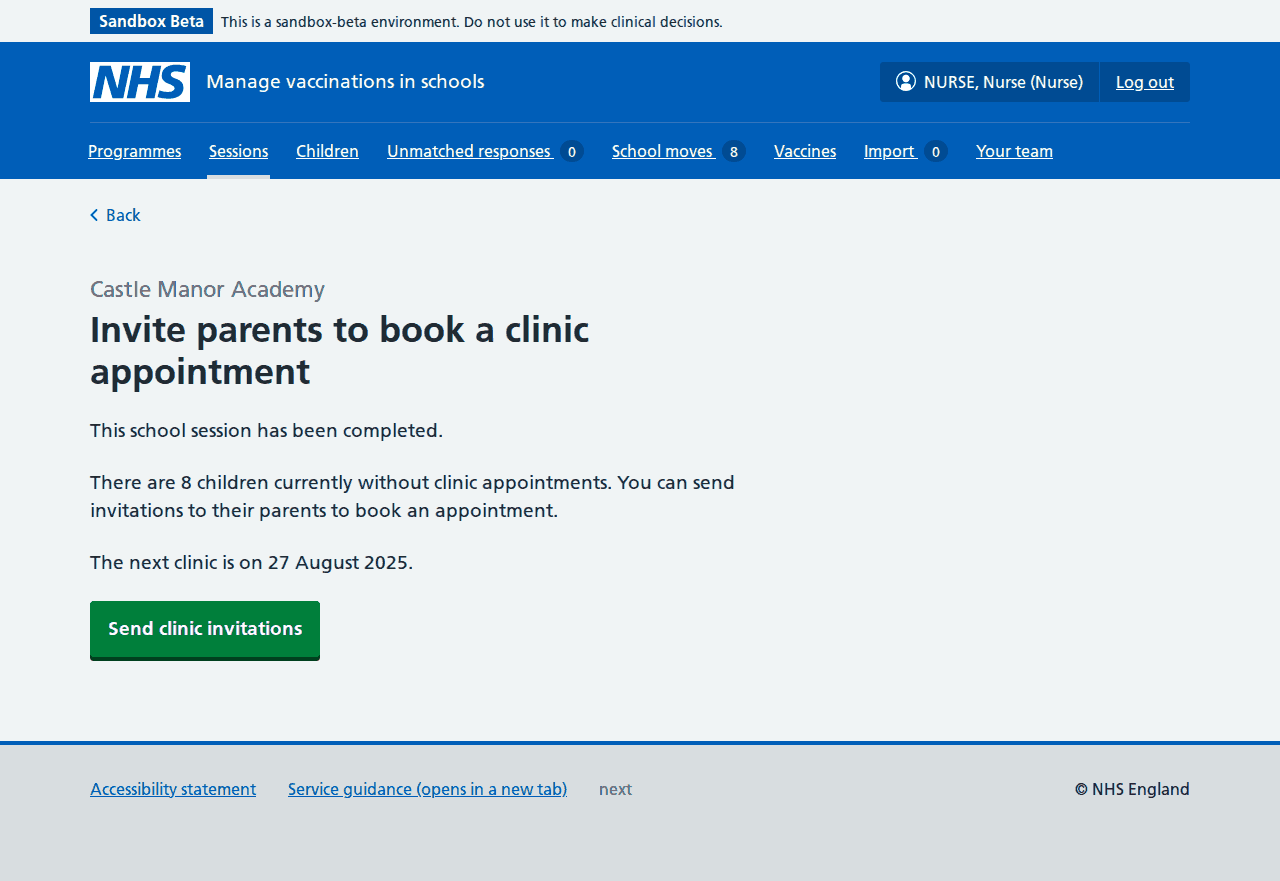 Sandbox Beta This is a sandbox-beta environment. Do not use it to make clinical decisions.
NHS Manage vaccinations in schools NURSE, Nurse (Nurse) Log out
Programmes Sessions Children Unmatched responses 0 School moves 8 Vaccines Import 0 Your team
Back
Castle Manor Academy
Invite parents to book a clinic
appointment
This school session has been completed.
There are 8 children currently without clinic appointments. You can send
invitations to their parents to book an appointment.
The next clinic is on 27 August 2025.
Send clinic invitations
Accessibility statement Service guidance (opens in a new tab) next © NHS England